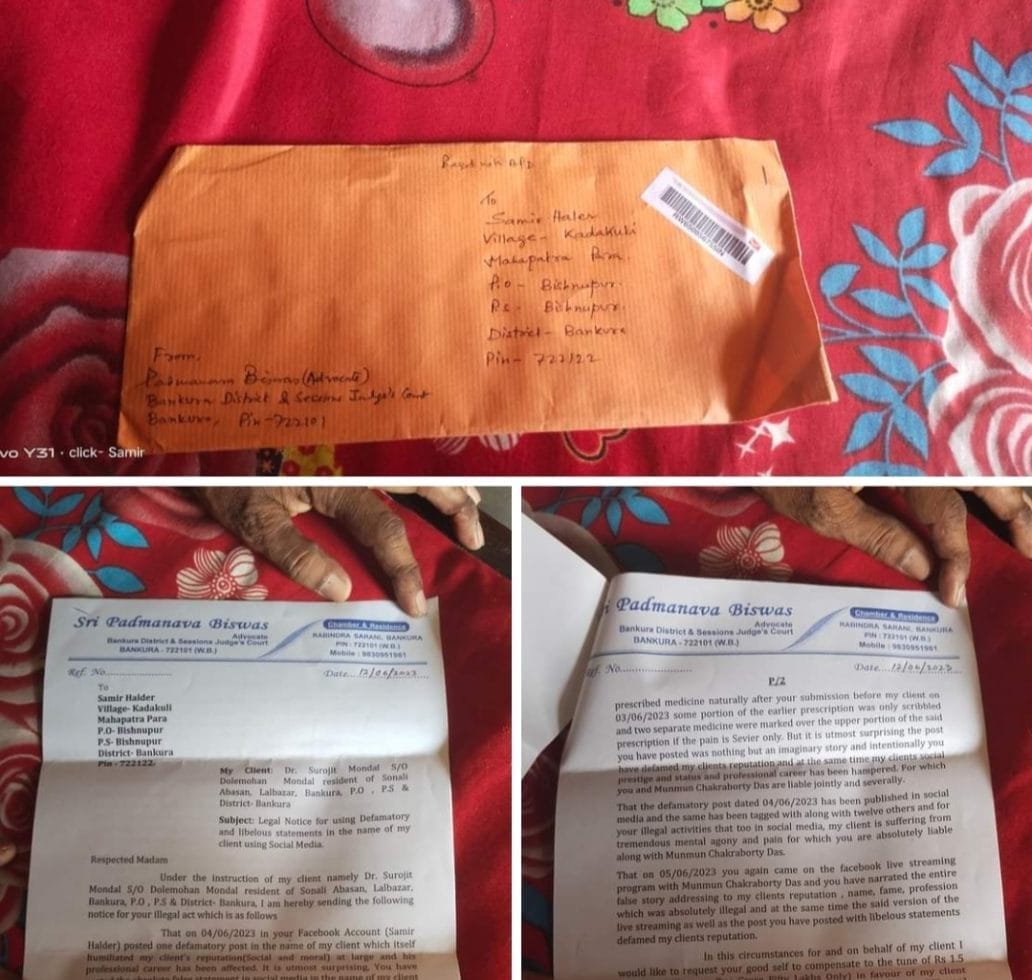 Regd with A/D
To
Samir Halder
Village- Kadakuli
Mahapatra Para.
P.O- Bishnupur.
P.S- Bishnupur.
District- Bankura
Pin- 722122
From,
Padmanava Biswas (Advocate)
Bankura District & Sessions Judge's Court
Bankura, Pin-722101
vo Y31 · click- Samir
Sri Padmanava Biswas
Advocate
Bankura District & Sessions Judge's Court
BANKURA - 722101 (W.B.)
Chamber & Residence
RABINDRA SARANI, BANKURA
PIN : 722101 (W.B.)
Mobile : 9830951961
Ref. No.
Date... 12/06/2023
To
Samir Halder
Village- Kadakuli
Mahapatra Para
P.O- Bishnupur
P.S- Bishnupur
District- Bankura
Pin - 722122.
My Client: Dr. Surojit Mondal S/O
Dolemohan Mondal resident of Sonali
Abasan, Lalbazar, Bankura, P.O , P.S &
District- Bankura
Subject: Legal Notice for using Defamatory
and libelous statements in the name of my
client using Social Media.
Respected Madam
Under the instruction of my client namely Dr. Surojit
Mondal S/O Dolemohan Mondal resident of Sonali Abasan, Lalbazar,
Bankura, P.O , P.S & District- Bankura, I am hereby sending the following
notice for your illegal act which is as follows
That on 04/06/2023 in your Facebook Account (Samir
Halder) posted one defamatory post in the name of my client which itself
humiliated my client's reputation(Social and moral) at large and his
professional career has been affected. It is utmost surprising. You have
false statement in social media in the name of my client
i Padmanava Biswas
Advocate
Bankura District & Sessions Judge's Court
BANKURA - 722101 (W.B.)
Chamber & Residence
RABINDRA SARANI, BANKURA
PIN : 722101 (W.B.)
Mobile : 9830951961
ef. No.
Date... 12/06/2023
P/2
prescribed medicine naturally after your submission before my client on
03/06/2023 some portion of the earlier prescription was only scribbled
and two separate medicine were marked over the upper portion of the said
prescription if the pain is Sevier only. But it is utmost surprising the post
you have posted was nothing but an imaginary story and intentionally you
have defamed my clients reputation and at the same time my clients social
prestige and status and professional career has been hampered. For which
you and Munmun Chakraborty Das are liable jointly and severally.
That the defamatory post dated 04/06/2023 has been published in social
media and the same has been tagged with along with twelve others and for
your illegal activities that too in social media, my client is suffering from
tremendous mental agony and pain for which you are absolutely liable
along with Munmun Chakraborty Das.
That on 05/06/2023 you again came on the facebook live streaming
program with Munmun Chakraborty Das and you have narrated the entire
false story addressing to my clients reputation , name, fame, profession
which was absolutely illegal and at the same time the said version of the
live streaming as well as the post you have posted with libelous statements
defamed my clients reputation.
In this circumstances for and on behalf of my client I
would like to request your good self to compensate to the tune of Rs 1.5
Only) in favour of my client